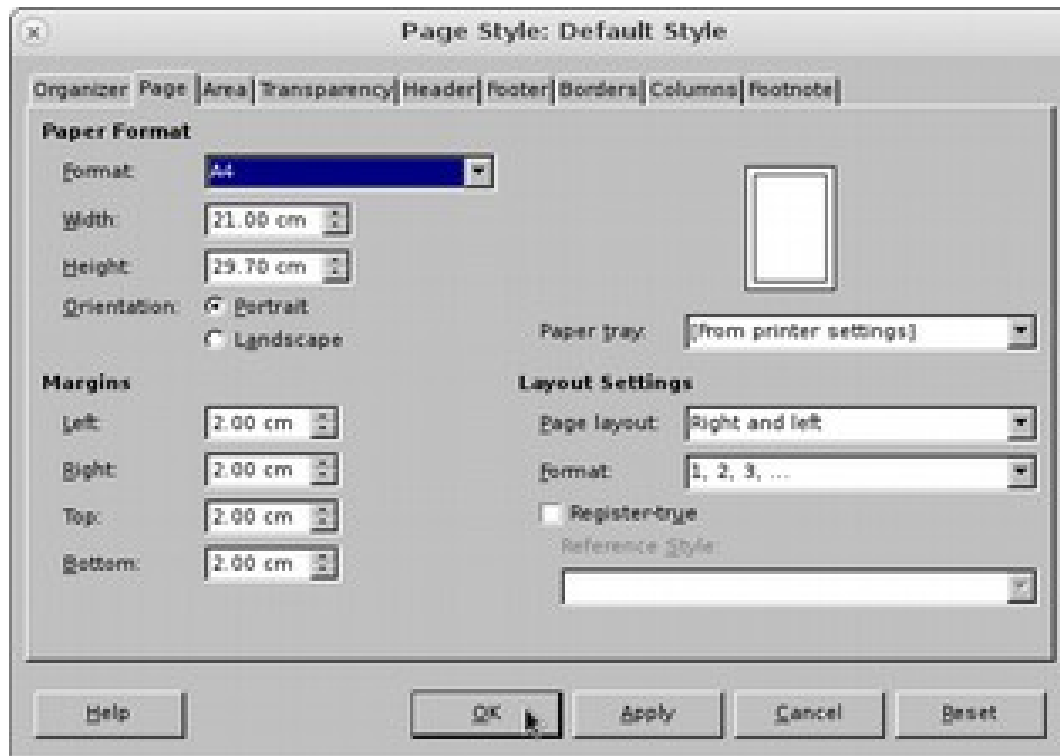 Page Style: Default Style
Organizer Page Area Transparency Header Footer Borders Columns Footnote
Paper Format
Format: A4
Width: 21.00 cm
Height: 29.70 cm
Orientation: Portrait
Landscape
Paper tray: [From printer settings]
Margins
Left: 2.00 cm
Right: 2.00 cm
Top: 2.00 cm
Bottom: 2.00 cm
Layout Settings
Page layout: Right and left
Format: 1, 2, 3, ...
Register-true
Reference Style:
Help OK Apply Cancel Reset